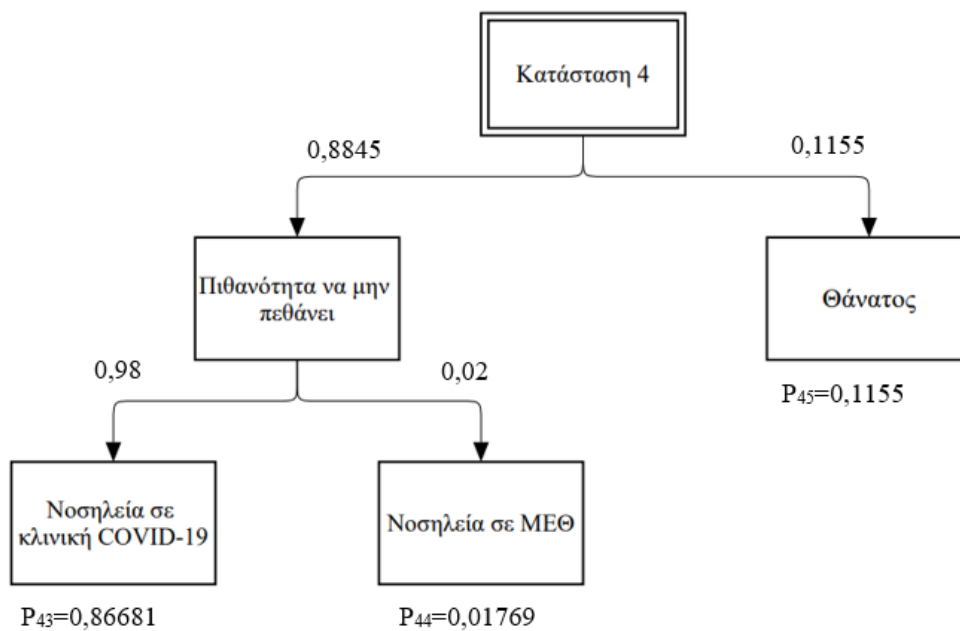 Κατάσταση 4
0,8845
0,1155
Πιθανότητα να μην
πεθάνει
Θάνατος
0,98
0,02
P₄₅=0,1155
Νοσηλεία σε
κλινική COVID-19
Νοσηλεία σε ΜΕΘ
P₄₃=0,86681
P₄₄=0,01769